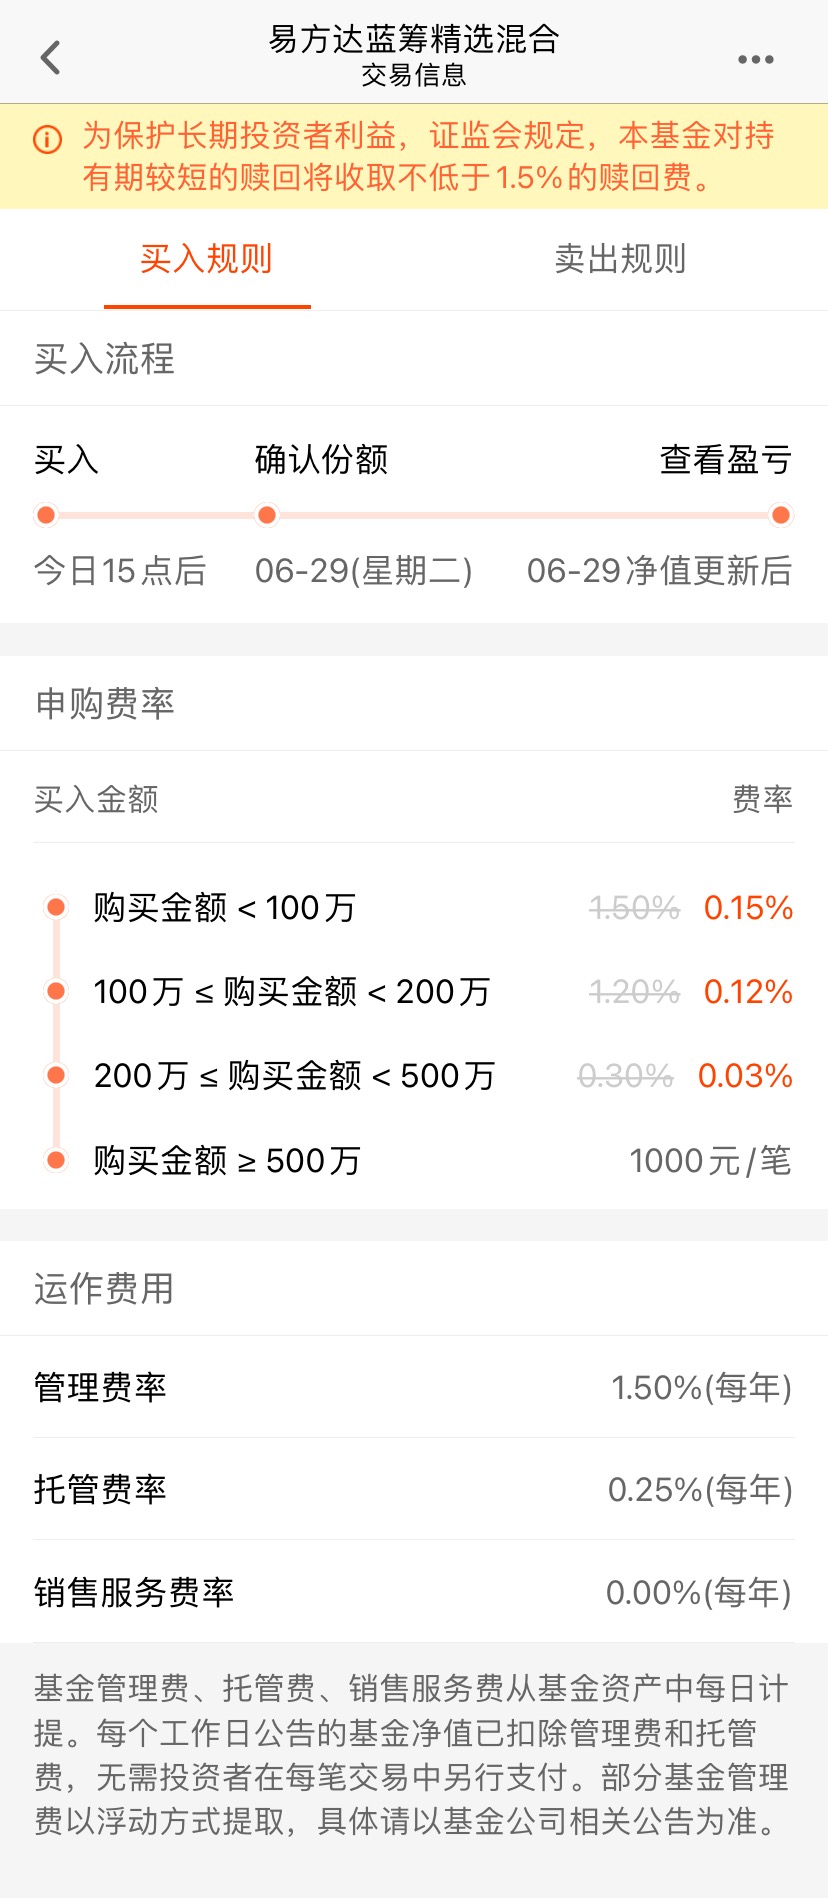 易方达蓝筹精选混合
交易信息
为保护长期投资者利益，证监会规定，本基金对持
有期较短的赎回将收取不低于1.5%的赎回费。
买入规则 卖出规则
买入流程
买入 确认份额 查看盈亏
今日15点后 06-29(星期二) 06-29净值更新后
申购费率
买入金额 费率
购买金额 < 100万 1.50% 0.15%
100万 ≤ 购买金额 < 200万 1.20% 0.12%
200万 ≤ 购买金额 < 500万 0.30% 0.03%
购买金额 ≥ 500万 1000元/笔
运作费用
管理费率 1.50%(每年)
托管费率 0.25%(每年)
销售服务费率 0.00%(每年)
基金管理费、托管费、销售服务费从基金资产中每日计
提。每个工作日公告的基金净值已扣除管理费和托管
费，无需投资者在每笔交易中另行支付。部分基金管理
费以浮动方式提取，具体请以基金公司相关公告为准。